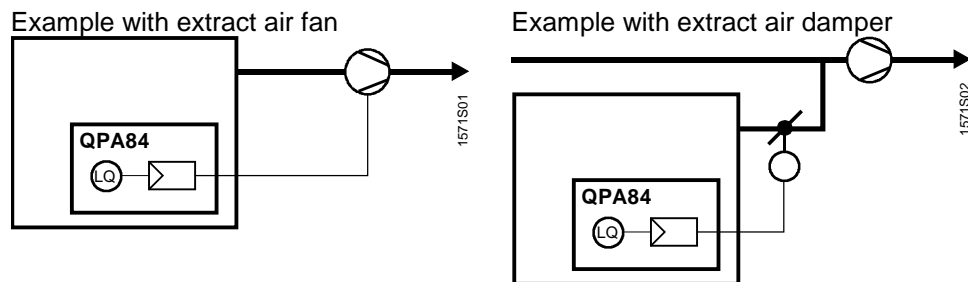 Example with extract air fan
QPA84
LQ
1571S01
Example with extract air damper
QPA84
LQ
1571S02